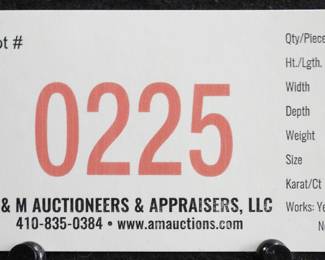 ot #
0225
& M AUCTIONEERS & APPRAISERS, LLC
410-835-0384 • www.amauctions.com
Qty/Piece
Ht./Lgth.
Width
Depth
Weight
Size
Karat/Ct
Works: Ye
N